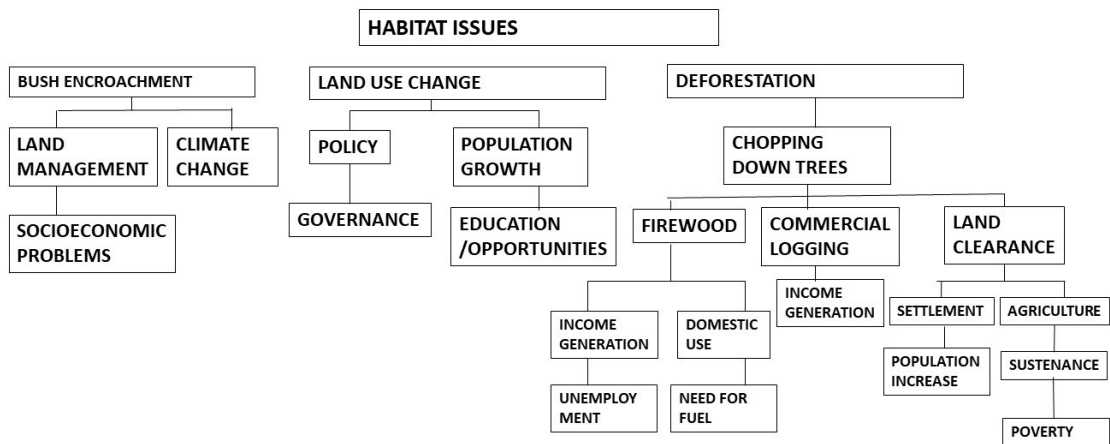 HABITAT ISSUES
BUSH ENCROACHMENT
LAND USE CHANGE
DEFORESTATION
LAND
MANAGEMENT
CLIMATE
CHANGE
POLICY
POPULATION
GROWTH
CHOPPING
DOWN TREES
SOCIOECONOMIC
PROBLEMS
GOVERNANCE
EDUCATION
/OPPORTUNITIES
FIREWOOD
COMMERCIAL
LOGGING
LAND
CLEARANCE
INCOME
GENERATION
DOMESTIC
USE
INCOME
GENERATION
SETTLEMENT
AGRICULTURE
UNEMPLOY
MENT
NEED FOR
FUEL
POPULATION
INCREASE
SUSTENANCE
POVERTY